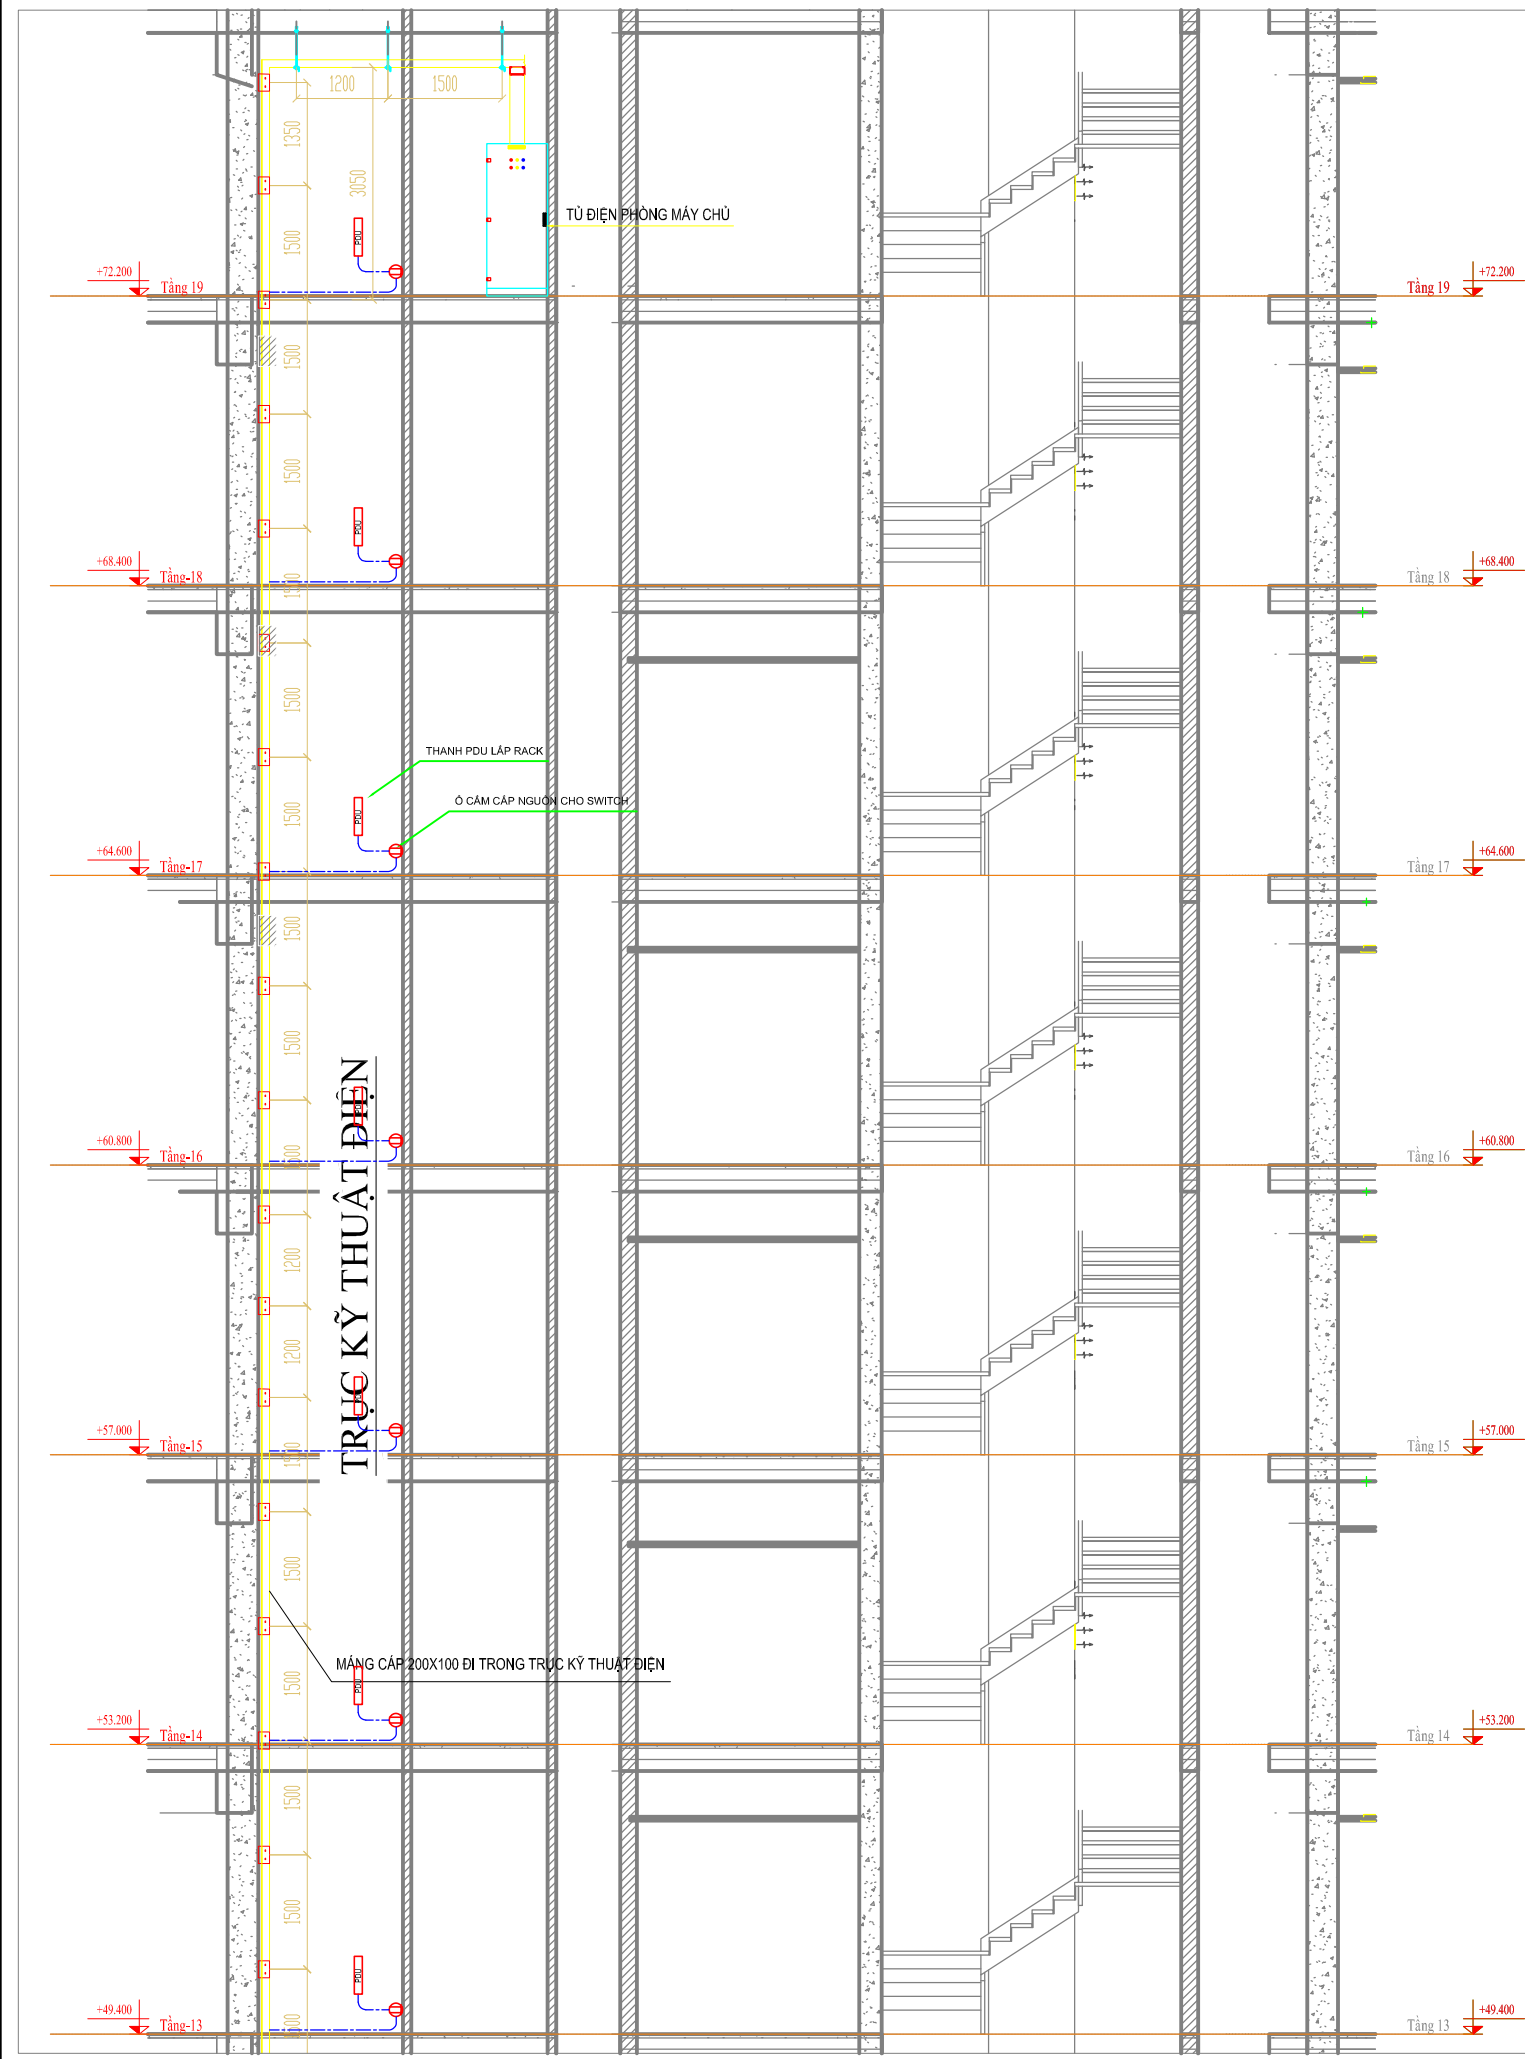 1200
1500
1350
3050
PDU
TỦ ĐIỆN PHÒNG MÁY CHỦ
1500
+72.200
Tầng 19
Tầng 19
+72.200
1500
1500
PDU
+68.400
Tầng-18
Tầng 18
+68.400
1500
THANH PDU LẮP RACK
Ổ CẮM CẤP NGUỒN CHO SWITCH
PDU
1500
+64.600
Tầng-17
Tầng 17
+64.600
1500
1500
TRỤC KỸ THUẬT ĐIỆN
+60.800
Tầng-16
Tầng 16
+60.800
1200
1200
+57.000
Tầng-15
Tầng 15
+57.000
1500
MÁNG CÁP 200X100 ĐI TRONG TRỤC KỸ THUẬT ĐIỆN
PDU
1500
+53.200
Tầng-14
Tầng 14
+53.200
1500
1500
PDU
+49.400
Tầng-13
Tầng 13
+49.400